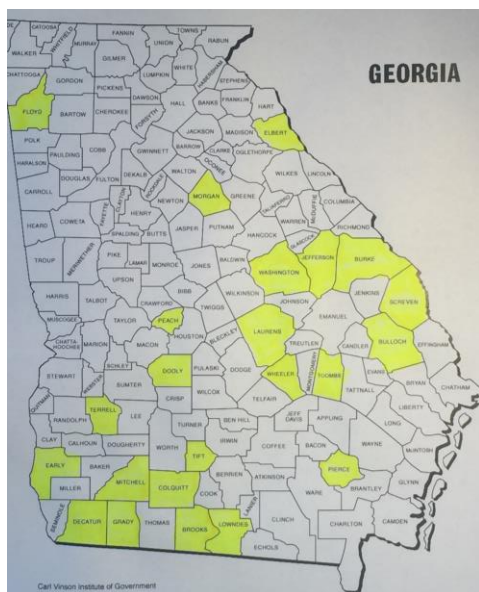 CATOOSA
FANNIN
TOWNS
RABUN
WALKER
WHITFIELD
MURRAY
UNION
GILMER
WHITE
HABERSHAM
CHATTOOGA
GORDON
LUMPKIN
STEPHENS
GEORGIA
PICKENS
DAWSON
BANKS
FRANKLIN
HART
FLOYD
BARTOW
CHEROKEE
FORSYTH
HALL
JACKSON
MADISON
ELBERT
POLK
COBB
GWINNETT
BARROW
CLARKE
OGLETHORPE
HARALSON
PAULDING
OCONEE
DOUGLAS
FULTON
DEKALB
WALTON
WILKES
LINCOLN
CARROLL
CLAYTON
ROCKDALE
NEWTON
MORGAN
GREENE
TALIAFERRO
McDUFFIE
COLUMBIA
FAYETTE
HENRY
HEARD
COWETA
SPALDING
BUTTS
JASPER
PUTNAM
HANCOCK
WARREN
RICHMOND
GLASCOCK
TROUP
MERIWETHER
PIKE
LAMAR
MONROE
JONES
BALDWIN
WASHINGTON
JEFFERSON
BURKE
UPSON
HARRIS
TALBOT
CRAWFORD
BIBB
WILKINSON
JOHNSON
JENKINS
SCREVEN
TWIGGS
EMANUEL
MUSCOGEE
TAYLOR
PEACH
LAURENS
CHATTA-
HOOCHEE
MARION
MACON
HOUSTON
BLECKLEY
TREUTLEN
CANDLER
BULLOCH
EFFINGHAM
SCHLEY
DOOLY
PULASKI
DODGE
WHEELER
MONTGOMERY
TOOMBS
EVANS
STEWART
WEBSTER
SUMTER
TATTNALL
BRYAN
CHATHAM
QUITMAN
CRISP
WILCOX
TELFAIR
RANDOLPH
TERRELL
LEE
JEFF
DAVIS
APPLING
LIBERTY
TURNER
BEN HILL
LONG
CLAY
CALHOUN
DOUGHERTY
WORTH
IRWIN
COFFEE
BACON
WAYNE
McINTOSH
EARLY
BAKER
TIFT
PIERCE
MITCHELL
COLQUITT
BERRIEN
ATKINSON
MILLER
COOK
WARE
BRANTLEY
GLYNN
LANIER
SEMINOLE
DECATUR
GRADY
THOMAS
BROOKS
LOWNDES
CLINCH
CHARLTON
CAMDEN
ECHOLS
Carl Vinson Institute of Government